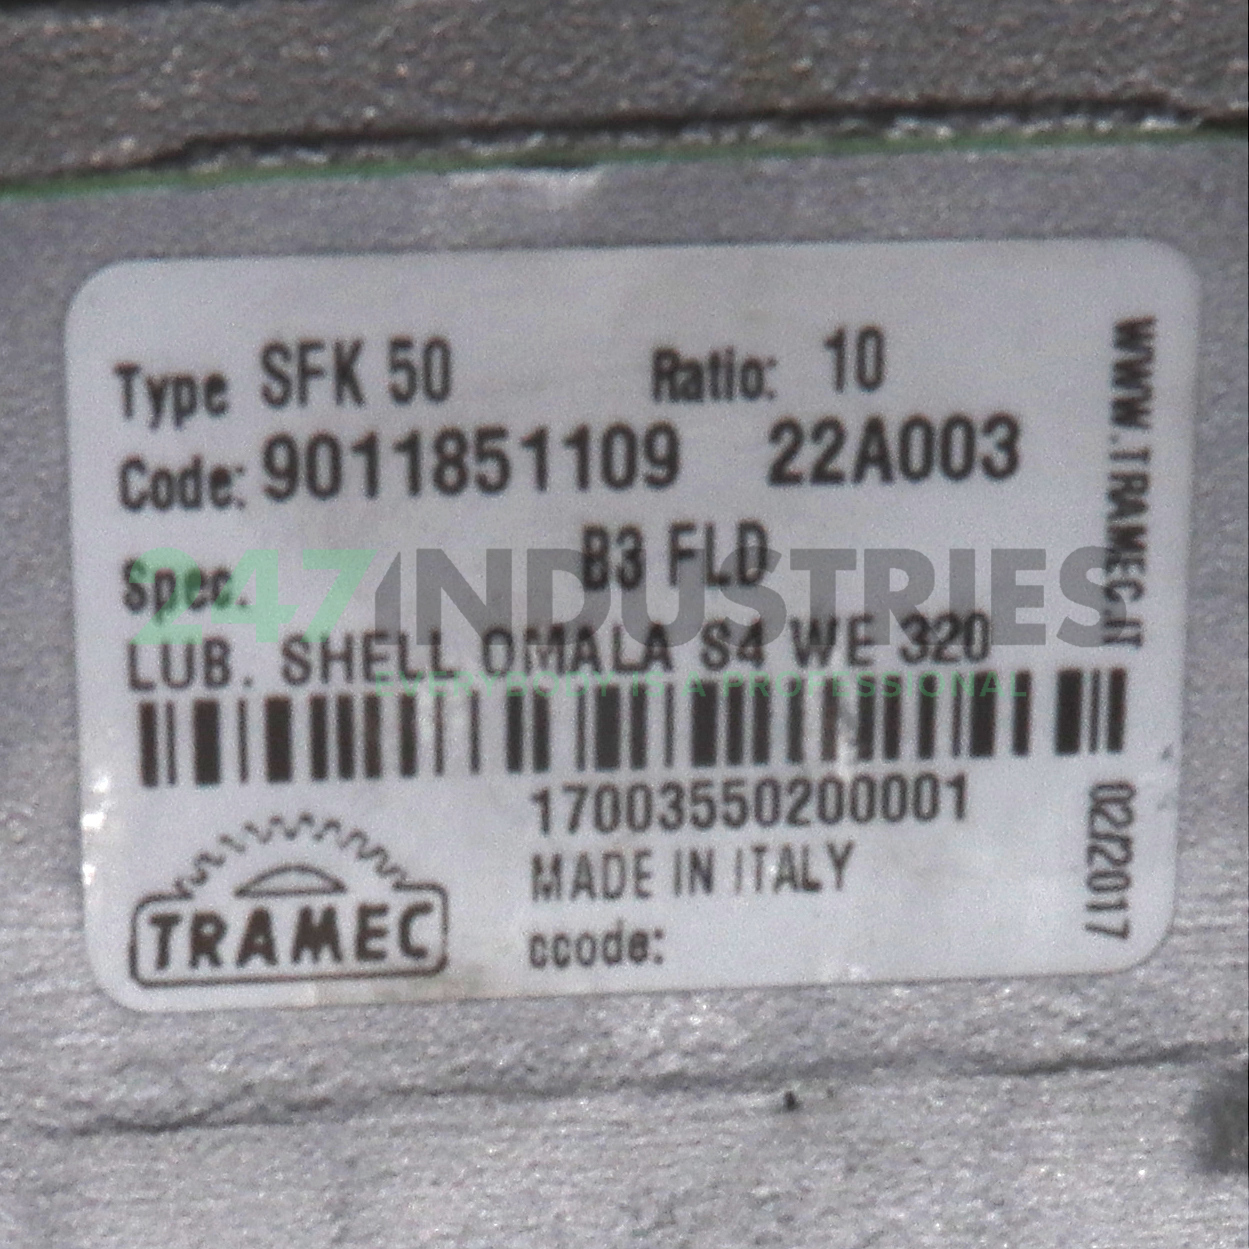 Type SFK 50 Ratio: 10
Code: 9011851109 22A003
Spec. B3 FLD
LUB. SHELL OMALA S4 WE 320
17003550200001
MADE IN ITALY
ccode:
TRAMEC
WWW.TRAMEC.IT
02/2017
247INDUSTRIES
EVERYBODY IS A PROFESSIONAL